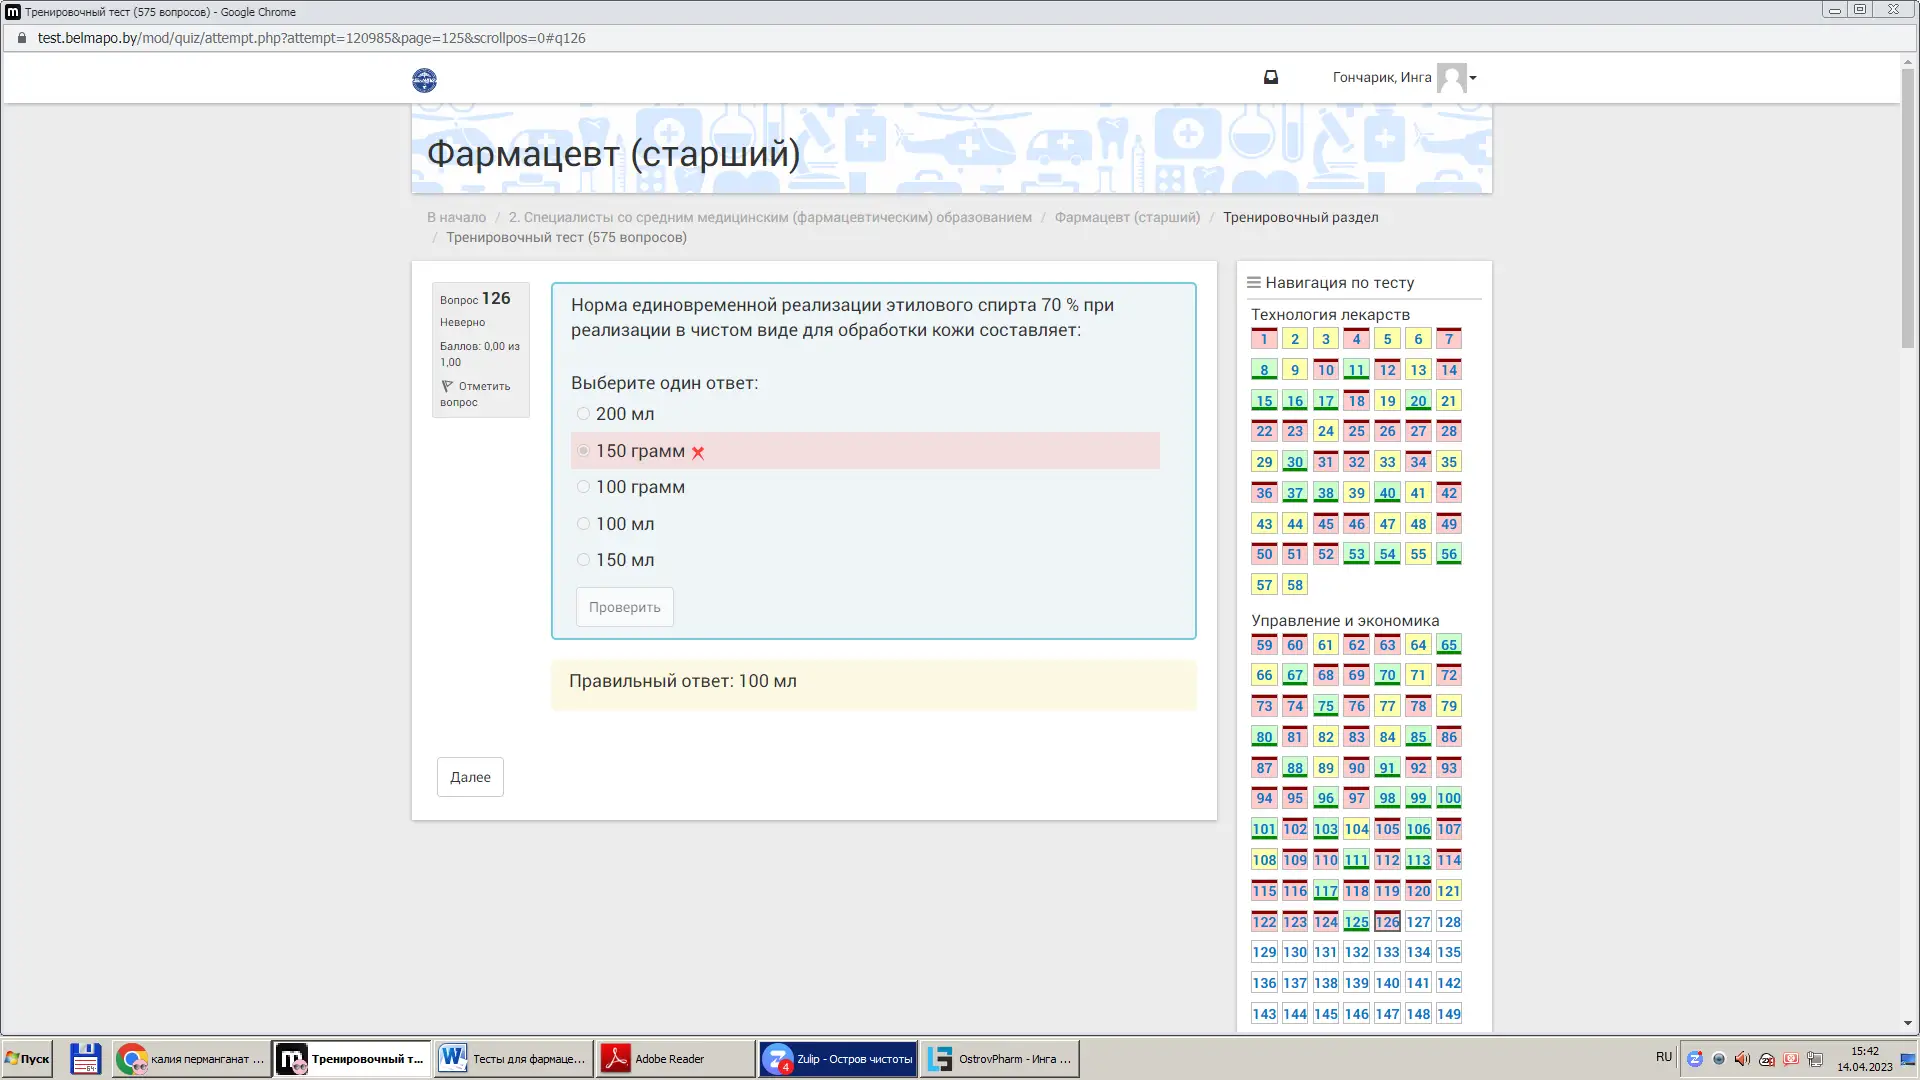 Тренировочный тест (575 вопросов) - Google Chrome
test.belmapo.by/mod/quiz/attempt.php?attempt=120985&page=125&scrollpos=0#q126
Гончарик, Инга
Фармацевт (старший)
В начало / 2. Специалисты со средним медицинским (фармацевтическим) образованием / Фармацевт (старший) / Тренировочный раздел
/ Тренировочный тест (575 вопросов)
Вопрос 126
Неверно
Баллов: 0,00 из
1,00
Отметить
вопрос
Норма единовременной реализации этилового спирта 70 % при
реализации в чистом виде для обработки кожи составляет:
Выберите один ответ:
200 мл
150 грамм
100 грамм
100 мл
150 мл
Проверить
Правильный ответ: 100 мл
Далее
Навигация по тесту
Технология лекарств
1 2 3 4 5 6 7
8 9 10 11 12 13 14
15 16 17 18 19 20 21
22 23 24 25 26 27 28
29 30 31 32 33 34 35
36 37 38 39 40 41 42
43 44 45 46 47 48 49
50 51 52 53 54 55 56
57 58
Управление и экономика
59 60 61 62 63 64 65
66 67 68 69 70 71 72
73 74 75 76 77 78 79
80 81 82 83 84 85 86
87 88 89 90 91 92 93
94 95 96 97 98 99 100
101 102 103 104 105 106 107
108 109 110 111 112 113 114
115 116 117 118 119 120 121
122 123 124 125 126 127 128
129 130 131 132 133 134 135
136 137 138 139 140 141 142
143 144 145 146 147 148 149
Пуск
64
калия перманганат ...
Тренировочный т...
Тесты для фармаце...
Adobe Reader
4
Zulip - Остров чистоты
OstrovPharm - Инга ...
RU
15:42
14.04.2023